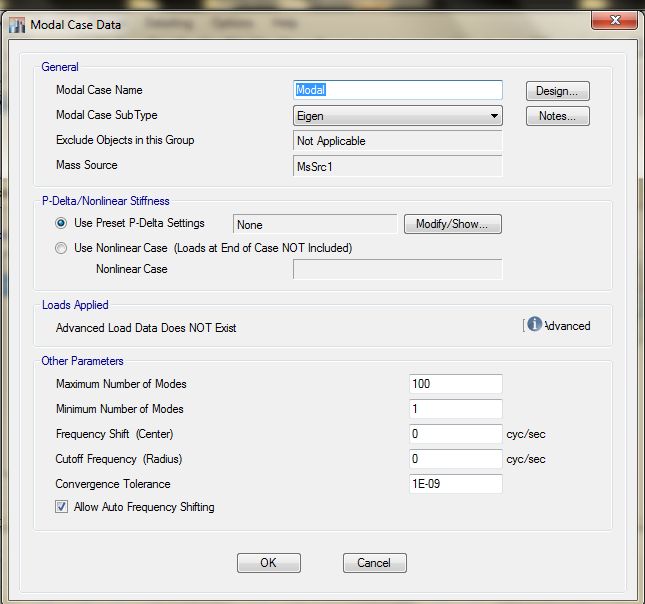 Modal Case Data
Detailing Options Help
General
Modal Case Name Modal Design...
Modal Case SubType Eigen Notes...
Exclude Objects in this Group Not Applicable
Mass Source MsSrc1
P-Delta/Nonlinear Stiffness
Use Preset P-Delta Settings None Modify/Show...
Use Nonlinear Case (Loads at End of Case NOT Included)
Nonlinear Case
Loads Applied
Advanced Load Data Does NOT Exist Advanced
Other Parameters
Maximum Number of Modes 100
Minimum Number of Modes 1
Frequency Shift (Center) 0 cyc/sec
Cutoff Frequency (Radius) 0 cyc/sec
Convergence Tolerance 1E-09
Allow Auto Frequency Shifting
OK Cancel